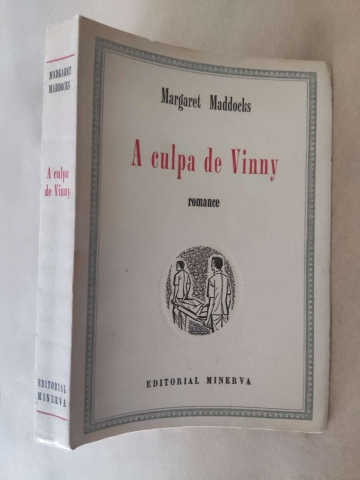 MARGARET
MADDOCKS
A culpa
de Vinny
EDITORIAL
MINERVA
Margaret Maddocks
A culpa de Vinny
romance
EDITORIAL MINERVA